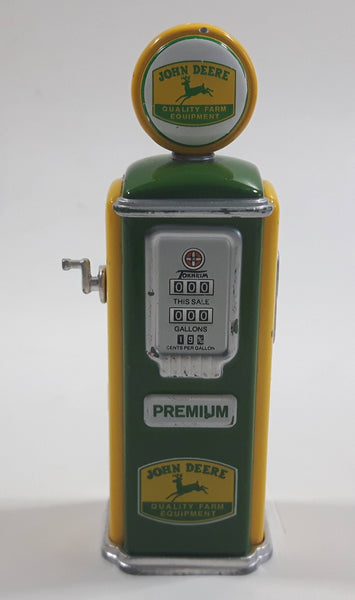 JOHN DEERE
QUALITY FARM
EQUIPMENT
TOKHEIM
000
THIS SALE
000
GALLONS
CENTS PER GALLON
PREMIUM
JOHN DEERE
QUALITY FARM
EQUIPMENT